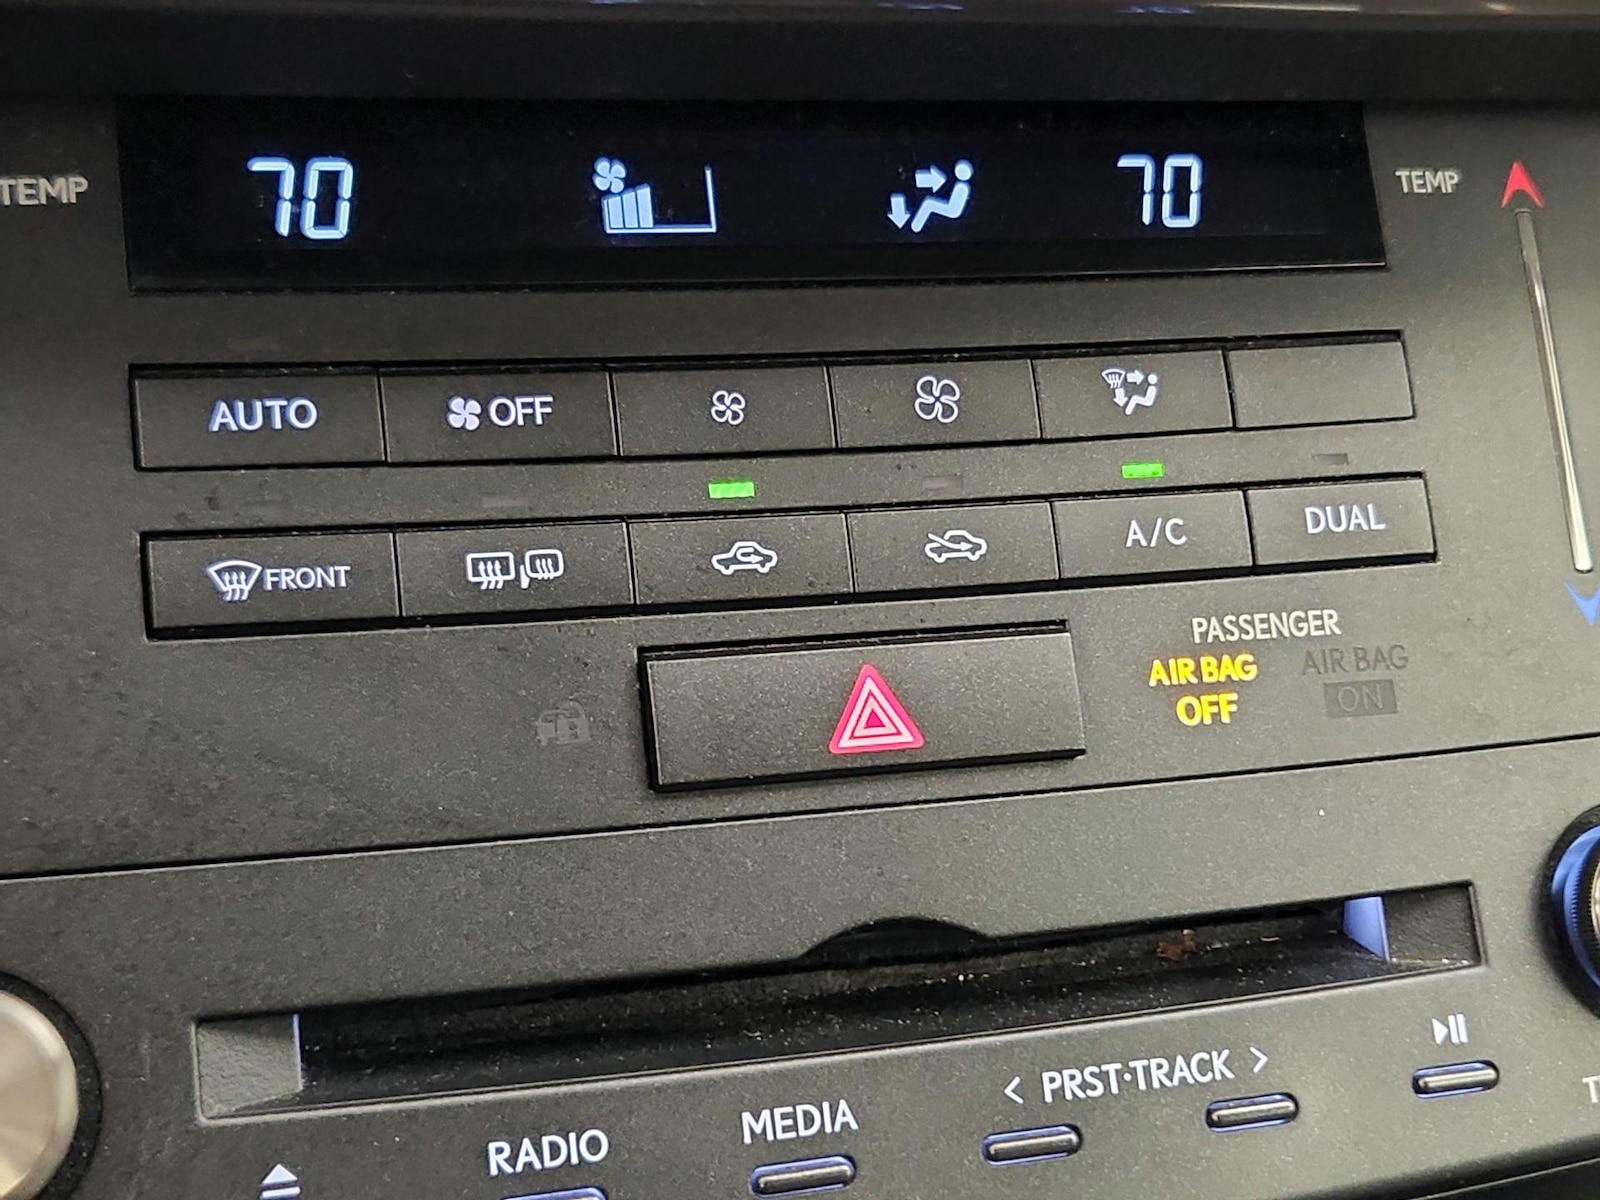 TEMP
70
70
TEMP
AUTO
OFF
FRONT
A/C
DUAL
PASSENGER
AIR BAG
OFF
AIR BAG
ON
< PRST·TRACK >
MEDIA
RADIO